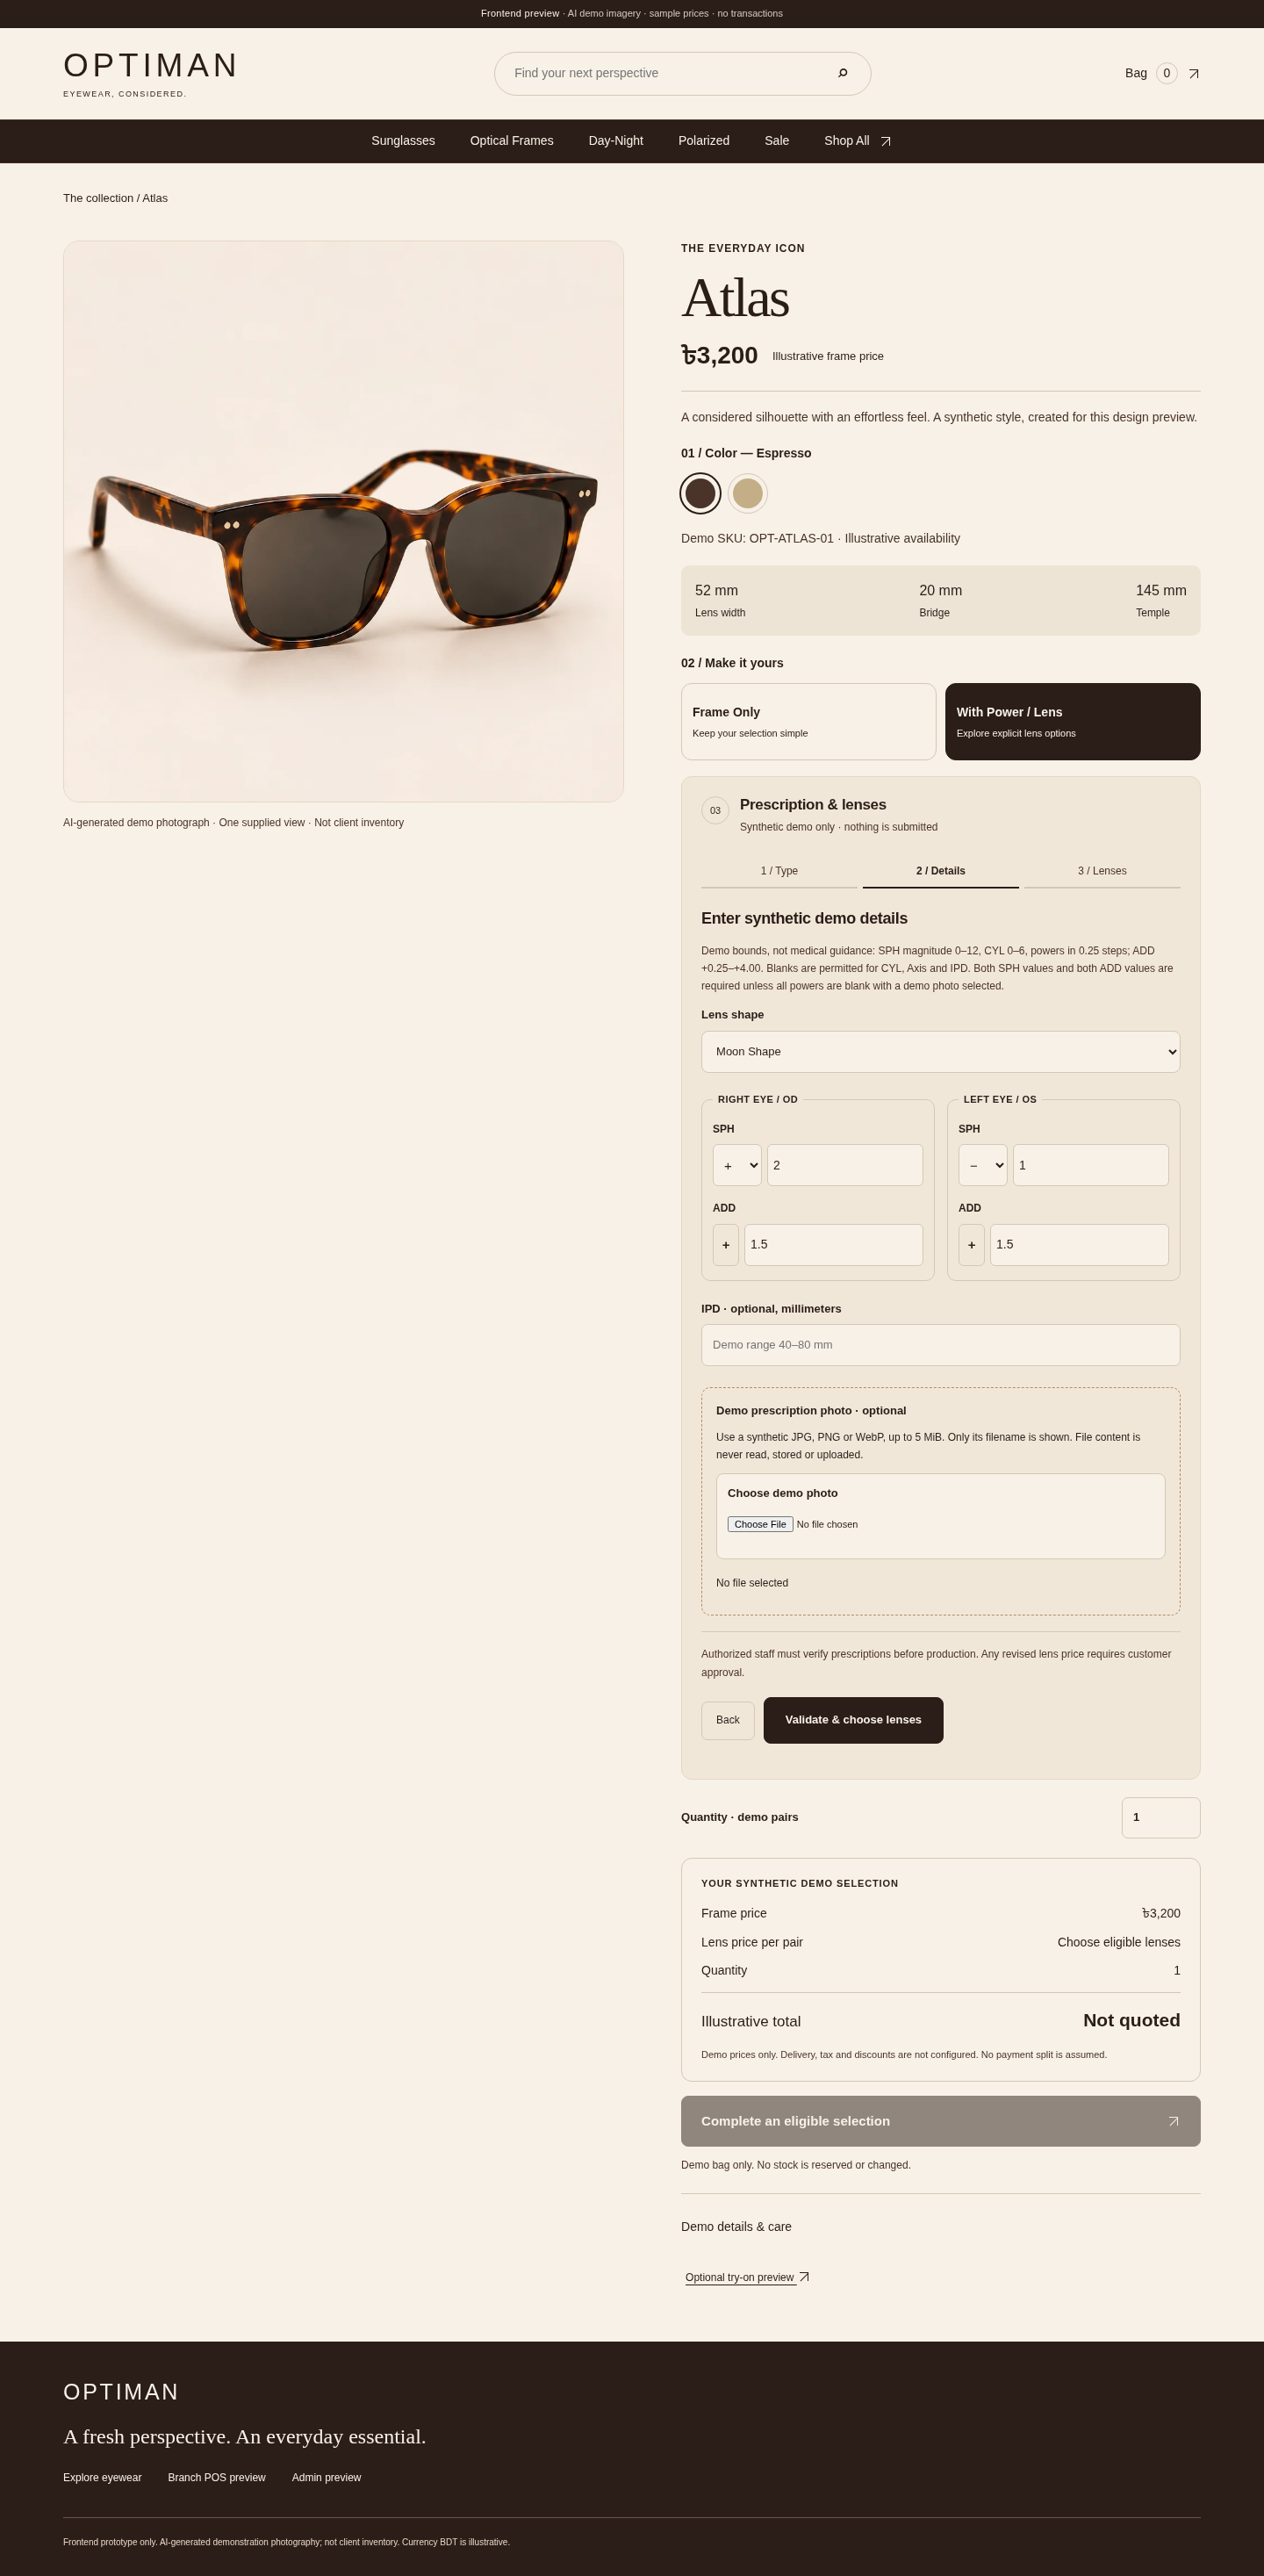 Frontend preview · AI demo imagery · sample prices · no transactions
OPTIMAN
EYEWEAR, CONSIDERED.
Find your next perspective
Bag 0
Sunglasses Optical Frames Day-Night Polarized Sale Shop All
The collection / Atlas
THE EVERYDAY ICON
Atlas
৳3,200 Illustrative frame price
A considered silhouette with an effortless feel. A synthetic style, created for this design preview.
01 / Color — Espresso
Demo SKU: OPT-ATLAS-01 · Illustrative availability
52 mm 20 mm 145 mm
Lens width Bridge Temple
02 / Make it yours
Frame Only
Keep your selection simple
With Power / Lens
Explore explicit lens options
AI-generated demo photograph · One supplied view · Not client inventory
03 Prescription & lenses
Synthetic demo only · nothing is submitted
1 / Type 2 / Details 3 / Lenses
Enter synthetic demo details
Demo bounds, not medical guidance: SPH magnitude 0–12, CYL 0–6, powers in 0.25 steps; ADD
+0.25–+4.00. Blanks are permitted for CYL, Axis and IPD. Both SPH values and both ADD values are
required unless all powers are blank with a demo photo selected.
Lens shape
Moon Shape
RIGHT EYE / OD
SPH
+ 2
ADD
+ 1.5
LEFT EYE / OS
SPH
− 1
ADD
+ 1.5
IPD · optional, millimeters
Demo range 40–80 mm
Demo prescription photo · optional
Use a synthetic JPG, PNG or WebP, up to 5 MiB. Only its filename is shown. File content is
never read, stored or uploaded.
Choose demo photo
Choose File No file chosen
No file selected
Authorized staff must verify prescriptions before production. Any revised lens price requires customer
approval.
Back Validate & choose lenses
Quantity · demo pairs 1
YOUR SYNTHETIC DEMO SELECTION
Frame price ৳3,200
Lens price per pair Choose eligible lenses
Quantity 1
Illustrative total Not quoted
Demo prices only. Delivery, tax and discounts are not configured. No payment split is assumed.
Complete an eligible selection
Demo bag only. No stock is reserved or changed.
Demo details & care
Optional try-on preview
OPTIMAN
A fresh perspective. An everyday essential.
Explore eyewear Branch POS preview Admin preview
Frontend prototype only. AI-generated demonstration photography; not client inventory. Currency BDT is illustrative.